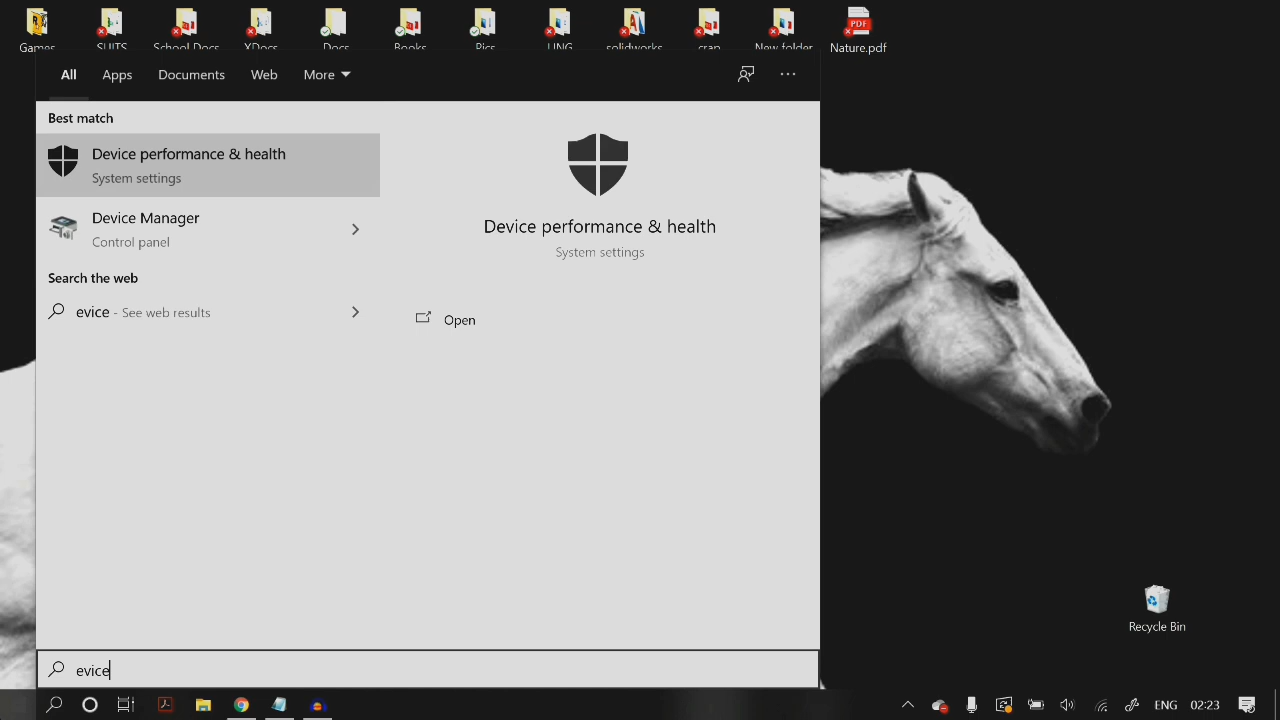 Games
SUITS
School Docs
XDocs
Docs
Books
Pics
LING
solidworks
crap
New folder
PDF
Nature.pdf
All
Apps
Documents
Web
More
Best match
Device performance & health
System settings
Device Manager
Control panel
Search the web
evice - See web results
Device performance & health
System settings
Open
Recycle Bin
evice
ENG
02:23